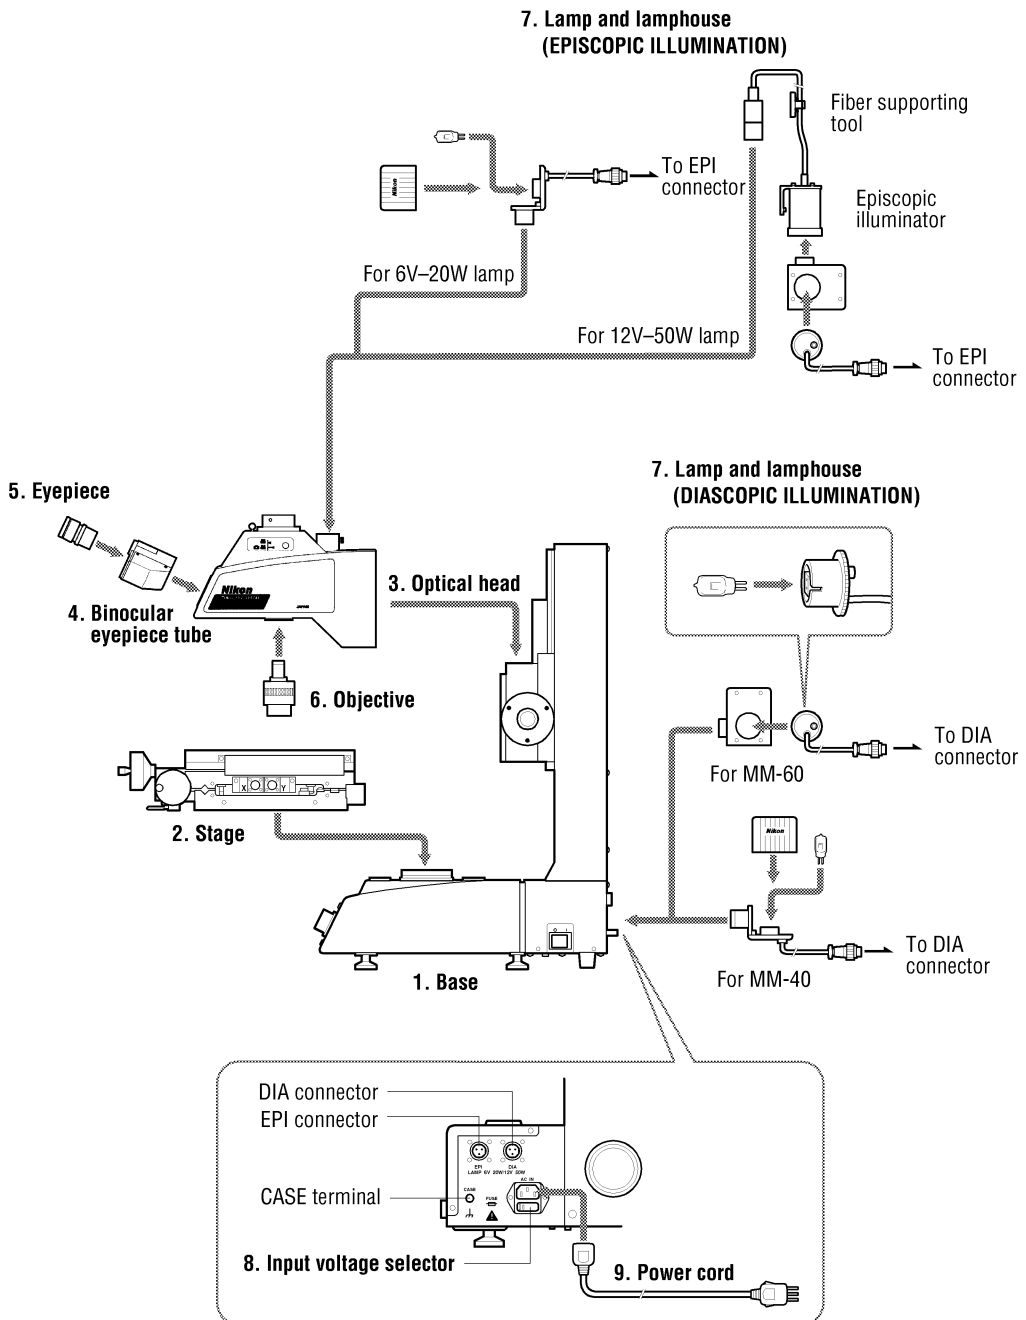 7. Lamp and lamphouse
(EPISCOPIC ILLUMINATION)
Fiber supporting
tool
To EPI
connector
Nikon
Episcopic
illuminator
For 6V–20W lamp
For 12V–50W lamp
To EPI
connector
7. Lamp and lamphouse
(DIASCOPIC ILLUMINATION)
5. Eyepiece
3. Optical head
Nikon
JAPAN
4. Binocular
eyepiece tube
6. Objective
To DIA
connector
For MM-60
X Y
2. Stage
Nikon
To DIA
connector
For MM-40
1. Base
DIA connector
EPI connector
EPI DIA
LAMP 6V 20W/12V 50W
AC IN
CASE
FUSE
CASE terminal
8. Input voltage selector
9. Power cord